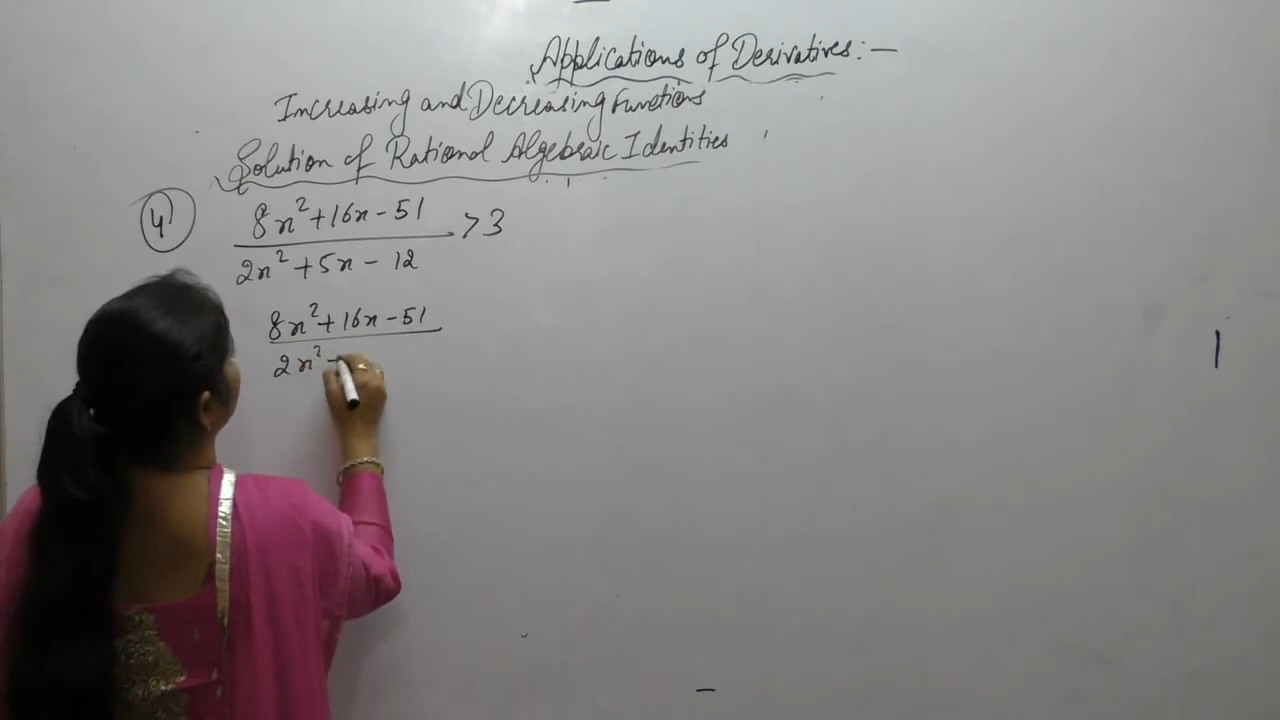 Applications of Derivatives:—
Increasing and Decreasing Functions
Solution of Rational Algebraic Identities
4) 8x² + 16x - 51 / 2x² + 5x - 12 > 3
8x² + 16x - 51
2x² -